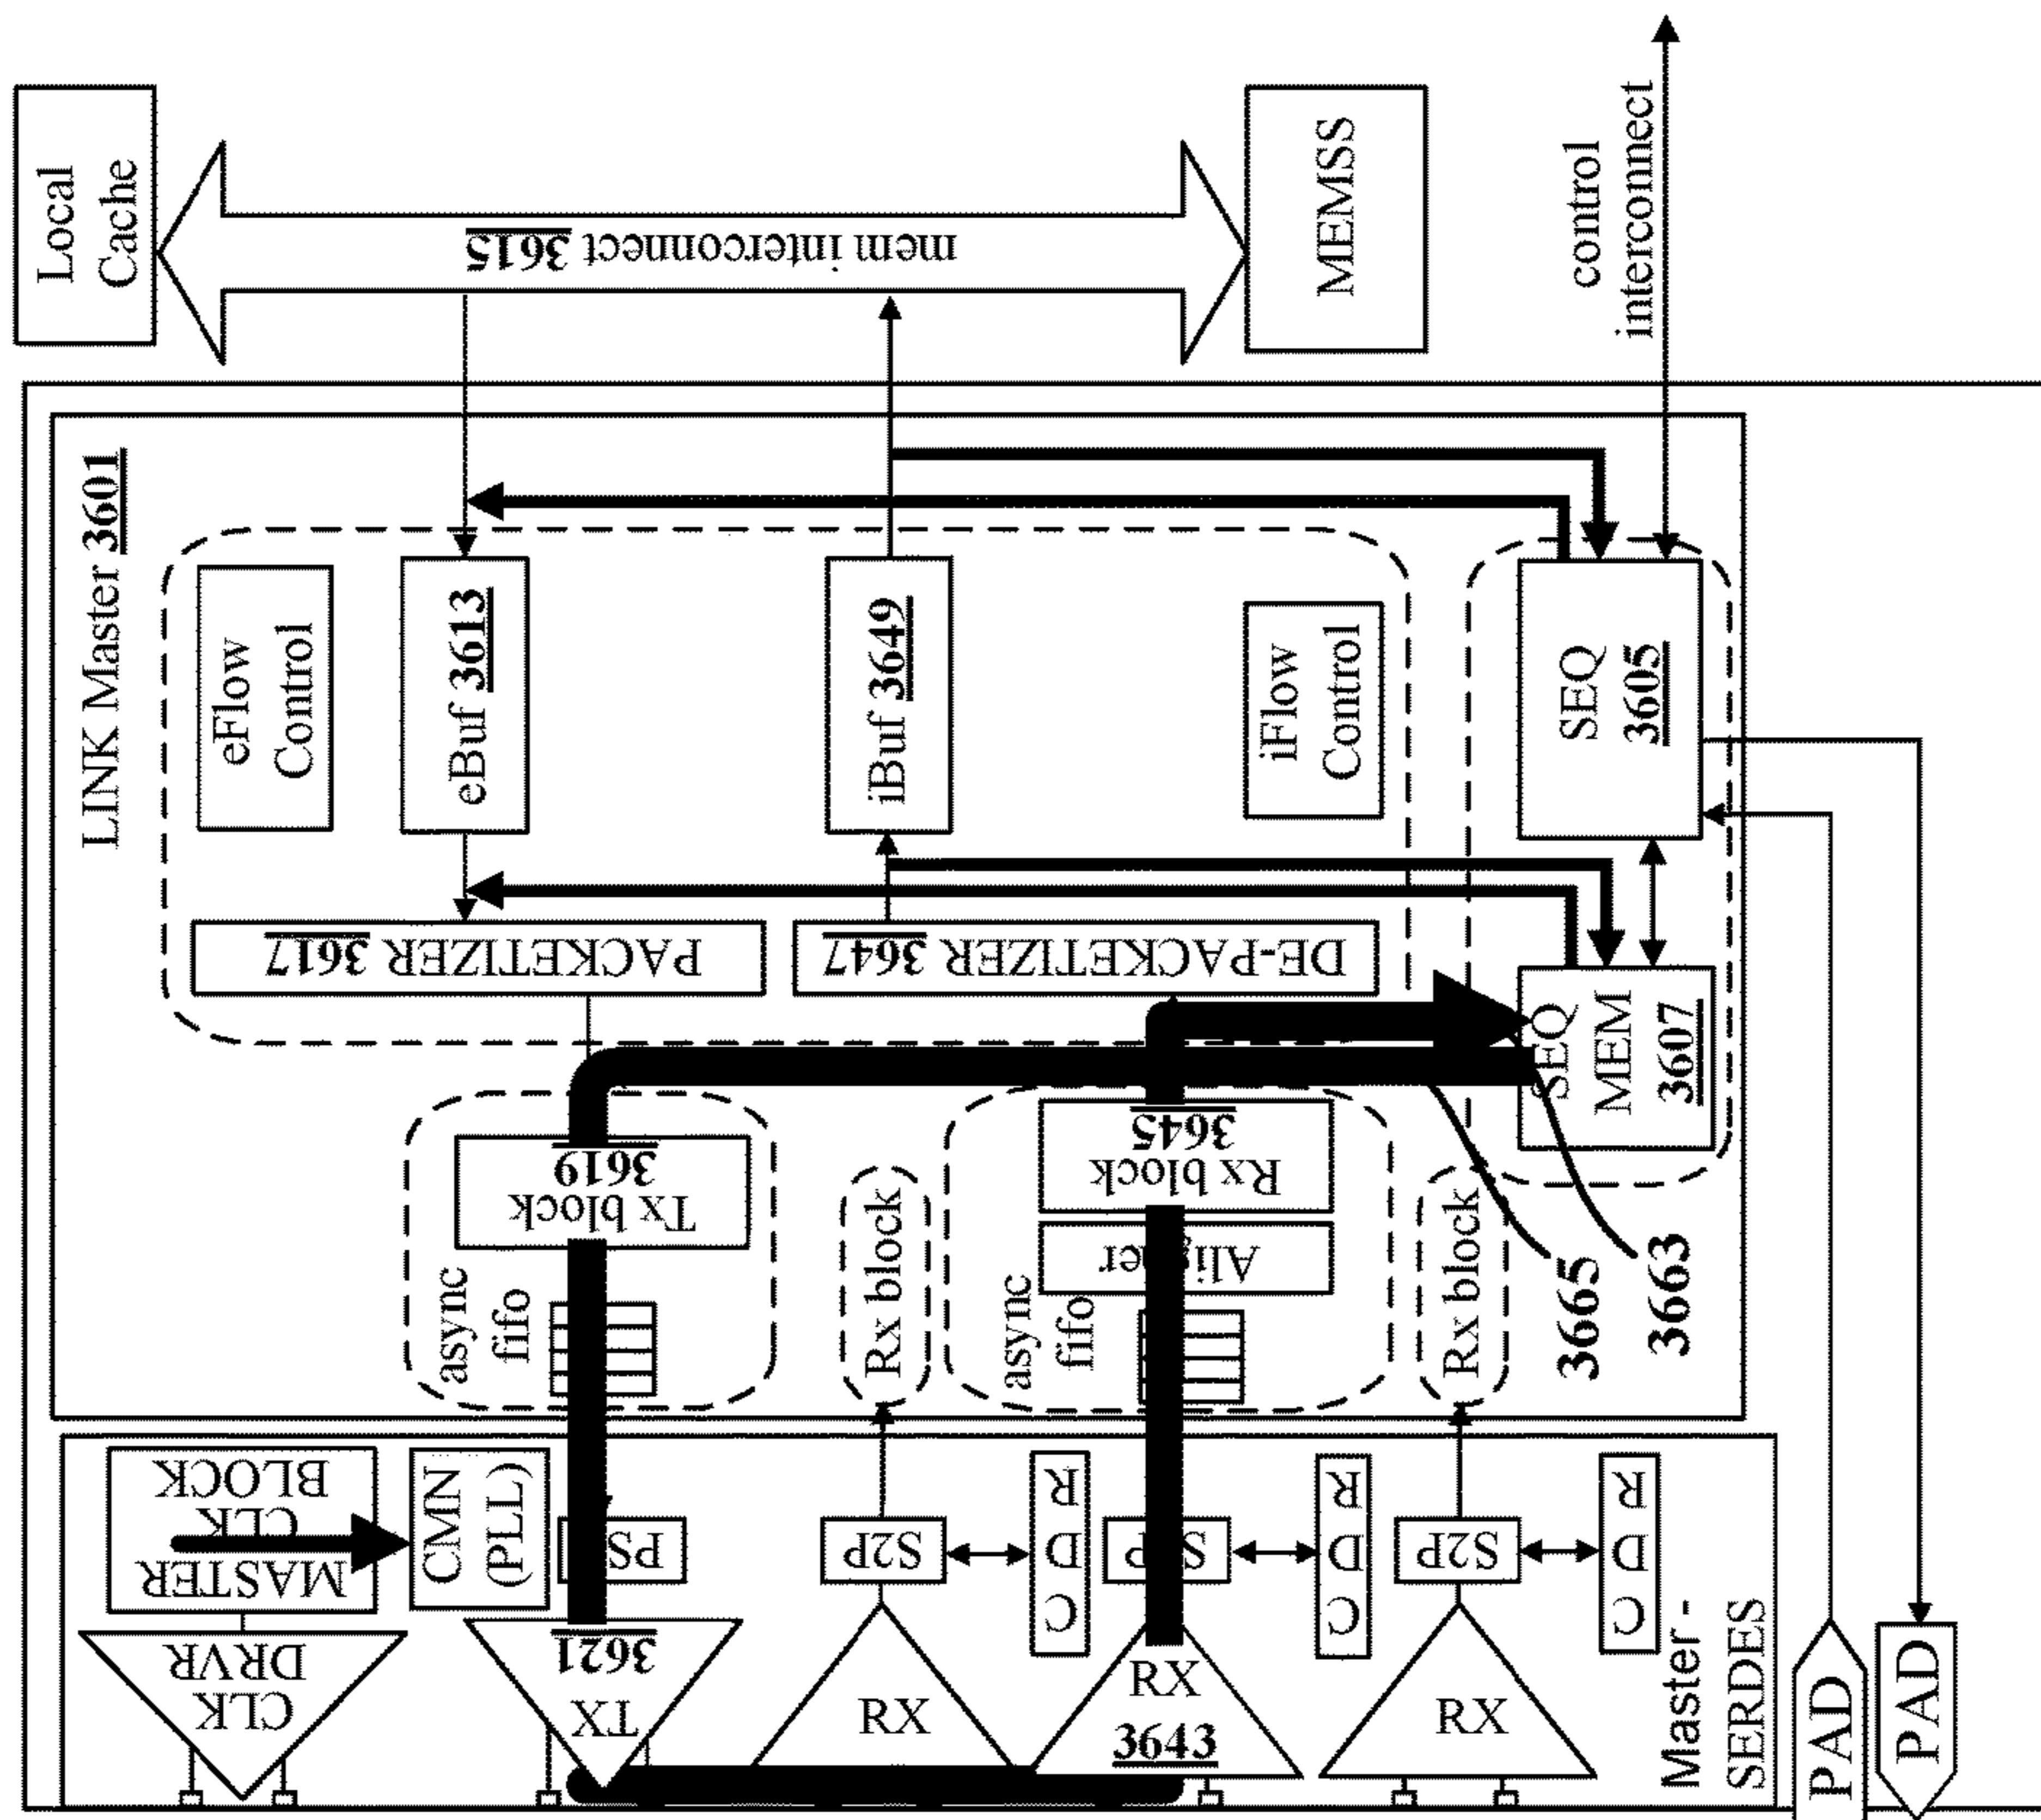 Local
Cache
mem interconnect 3615
MEMSS
control
interconnect
LINK Master 3601
eFlow
Control
eBuf 3613
iBuf 3649
iFlow
Control
SEQ
3605
PACKETIZER 3617
DE-PACKETIZER 3647
SEQ
MEM
3607
Tx block
3619
async
fifo
Rx block
Rx block
3645
Aligner
async
fifo
Rx block
3665
3663
MASTER
CLK
BLOCK
CMN
(PLL)
CLK
DRVR
PS
TX
3621
S2P
C D R
RX
C D R
RX
3643
S2P
C D R
RX
Master-
SERDES
PAD
PAD